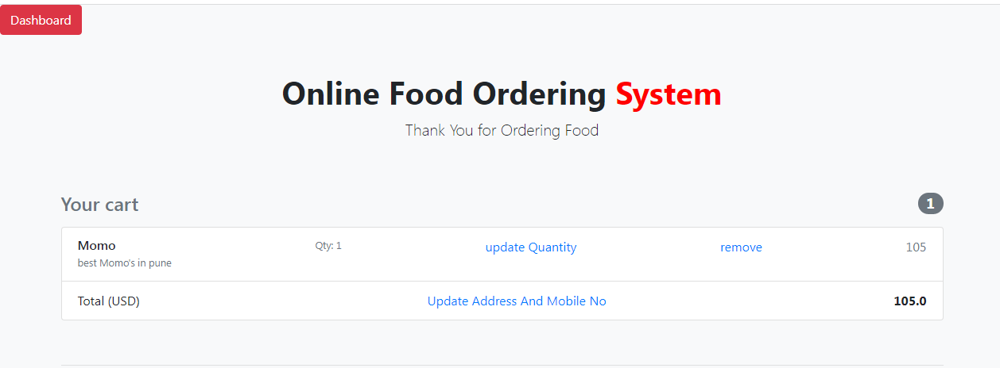 Dashboard
Online Food Ordering System
Thank You for Ordering Food
Your cart 1
Momo Qty: 1 update Quantity remove 105
best Momo's in pune
Total (USD) Update Address And Mobile No 105.0